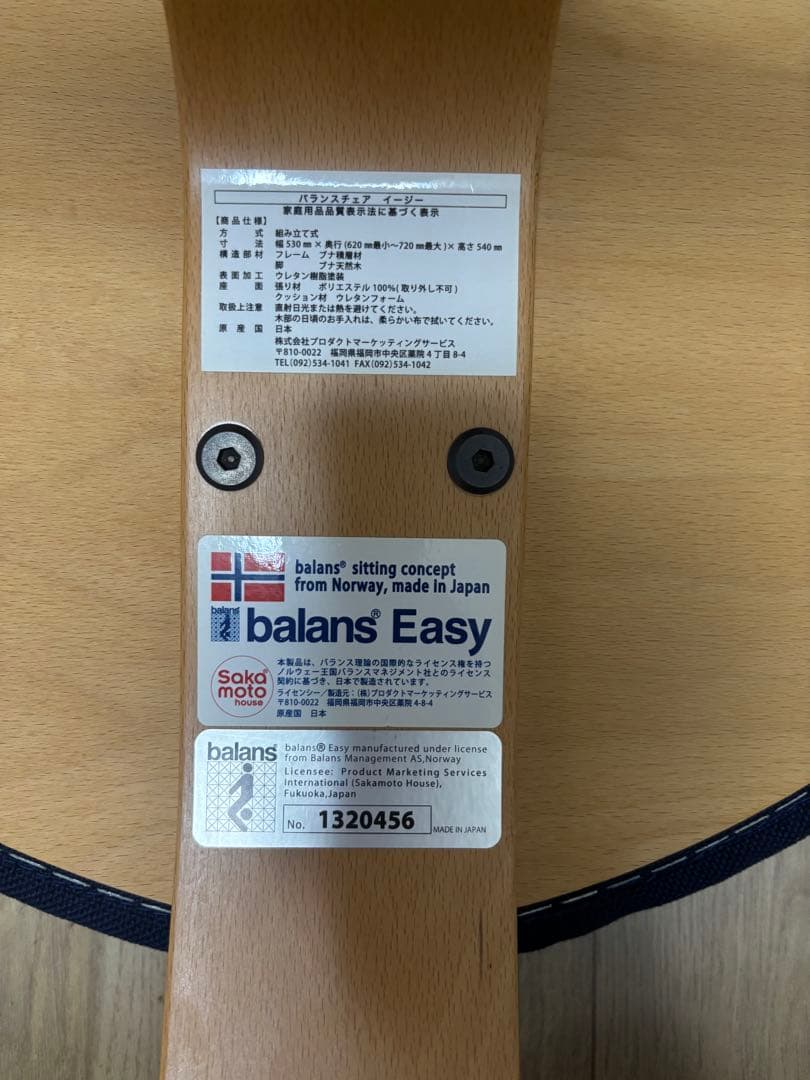 バランスチェア イージー
家庭用品品質表示法に基づく表示
【商品仕様】
方 式 組み立て式
寸 法 幅 530 ㎜ × 奥行 (620 ㎜最小～720 ㎜最大) × 高さ 540 ㎜
構造部材 フレーム ブナ積層材
脚 ブナ天然木
表面加工 ウレタン樹脂塗装
座 面 張り材 ポリエステル 100% (取り外し不可)
クッション材 ウレタンフォーム
取扱上注意 直射日光または熱を避けてください。
木部の日頃のお手入れは、柔らかい布で拭いてください。
原産国 日本
株式会社プロダクトマーケッティングサービス
〒810-0022 福岡県福岡市中央区薬院 4 丁目 8-4
TEL(092)534-1041 FAX(092)534-1042
balans® sitting concept
from Norway, made in Japan
balans
balans® Easy
Saka®
moto
house
本製品は、バランス理論の国際的なライセンス権を持つ
ノルウェー王国バランスマネジメント社とのライセンス
契約に基づき、日本で製造されています。
ライセンシー／製造元：(株)プロダクトマーケッティングサービス
〒810-0022 福岡県福岡市中央区薬院 4-8-4
原産国 日本
balans®
balans® Easy manufactured under license
from Balans Management AS,Norway
Licensee: Product Marketing Services
International (Sakamoto House),
Fukuoka,Japan
No. 1320456
MADE IN JAPAN